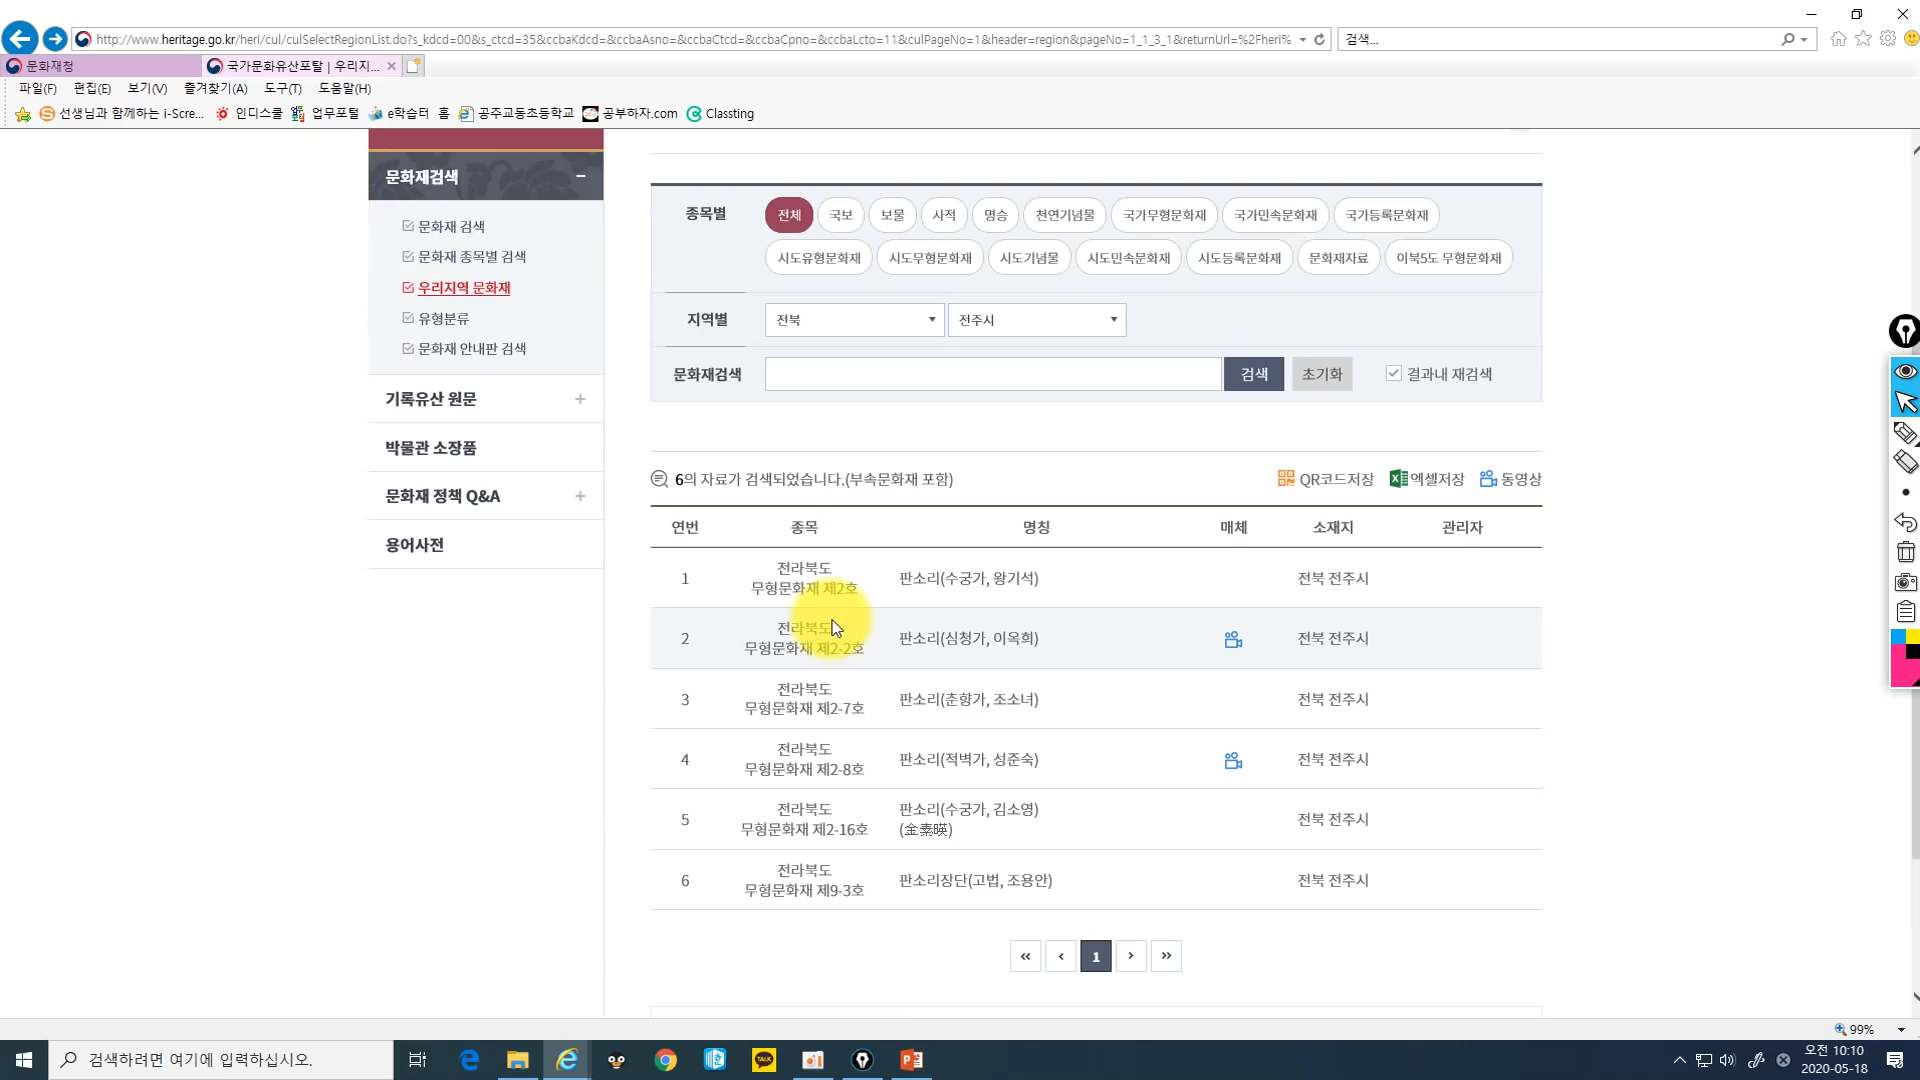 http://www.heritage.go.kr/heri/cul/culSelectRegionList.do?s_kdcd=00&s_ctcd=35&ccbaKdcd=&ccbaAsno=&ccbaCtcd=&ccbaCpno=&ccbaLcto=11&culPageNo=1&header=region&pageNo=1_1_3_1&returnUrl=%2Fheri%
검색...
문화재청
국가문화유산포탈 | 우리지...
파일(F) 편집(E) 보기(V) 즐겨찾기(A) 도구(T) 도움말(H)
선생님과 함께하는 i-Scre... 인디스쿨 업무포털 e학습터 홈 공주교동초등학교 공부하자.com Classting
문화재검색
문화재 검색
문화재 종목별 검색
우리지역 문화재
유형분류
문화재 안내판 검색
기록유산 원문
박물관 소장품
문화재 정책 Q&A
용어사전
종목별 전체 국보 보물 사적 명승 천연기념물 국가무형문화재 국가민속문화재 국가등록문화재
시도유형문화재 시도무형문화재 시도기념물 시도민속문화재 시도등록문화재 문화재자료 이북5도 무형문화재
지역별 전북 전주시
문화재검색 검색 초기화 결과내 재검색
6의 자료가 검색되었습니다.(부속문화재 포함) QR코드저장 엑셀저장 동영상
연번 종목 명칭 매체 소재지 관리자
1 전라북도 무형문화재 제2호 판소리(수궁가, 왕기석) 전북 전주시
2 전라북도 무형문화재 제2-2호 판소리(심청가, 이옥희) 전북 전주시
3 전라북도 무형문화재 제2-7호 판소리(춘향가, 조소녀) 전북 전주시
4 전라북도 무형문화재 제2-8호 판소리(적벽가, 성준숙) 전북 전주시
5 전라북도 무형문화재 제2-16호 판소리(수궁가, 김소영) (金素暎) 전북 전주시
6 전라북도 무형문화재 제9-3호 판소리장단(고법, 조용안) 전북 전주시
« ‹ 1 › »
99%
검색하려면 여기에 입력하십시오.
TALK
오전 10:10
2020-05-18